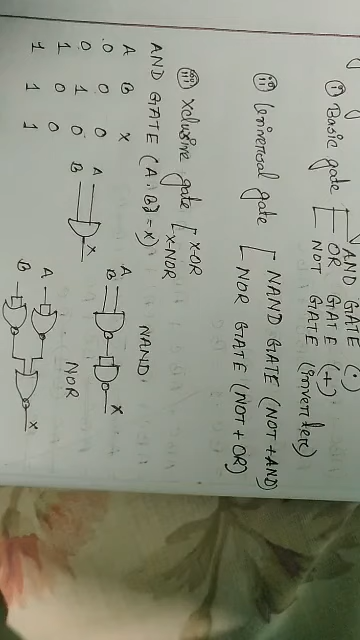 (i) Basic gate [ AND GATE (·)
OR GATE (+)
NOT GATE (inverter)
(ii) Universal gate [ NAND GATE (NOT + AND)
NOR GATE (NOT + OR)
(iii) Xclusive gate [ X-OR
X-NOR
AND GATE (A . B) = x)
A B X
0 0 0
0 1 0
1 0 0
1 1 1
A
B
X
A
B
X
NAND
NOR
A
B
X